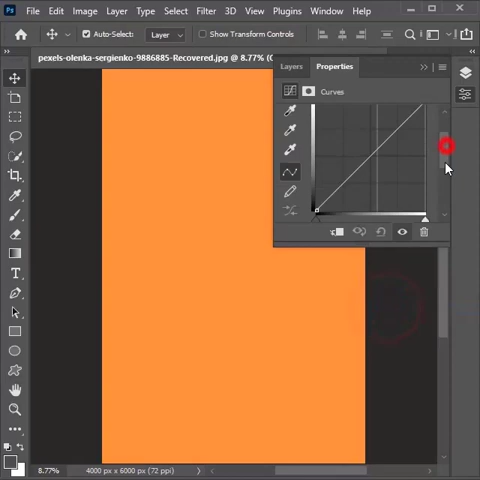 Ps File Edit Image Layer Type Select Filter 3D View Plugins Window Help
Auto-Select: Layer Show Transform Controls
pexels-olenka-sergienko-9886885-Recovered.jpg @ 8.77% (C
Layers Properties
Curves
8.77% 4000 px x 6000 px (72 ppi)